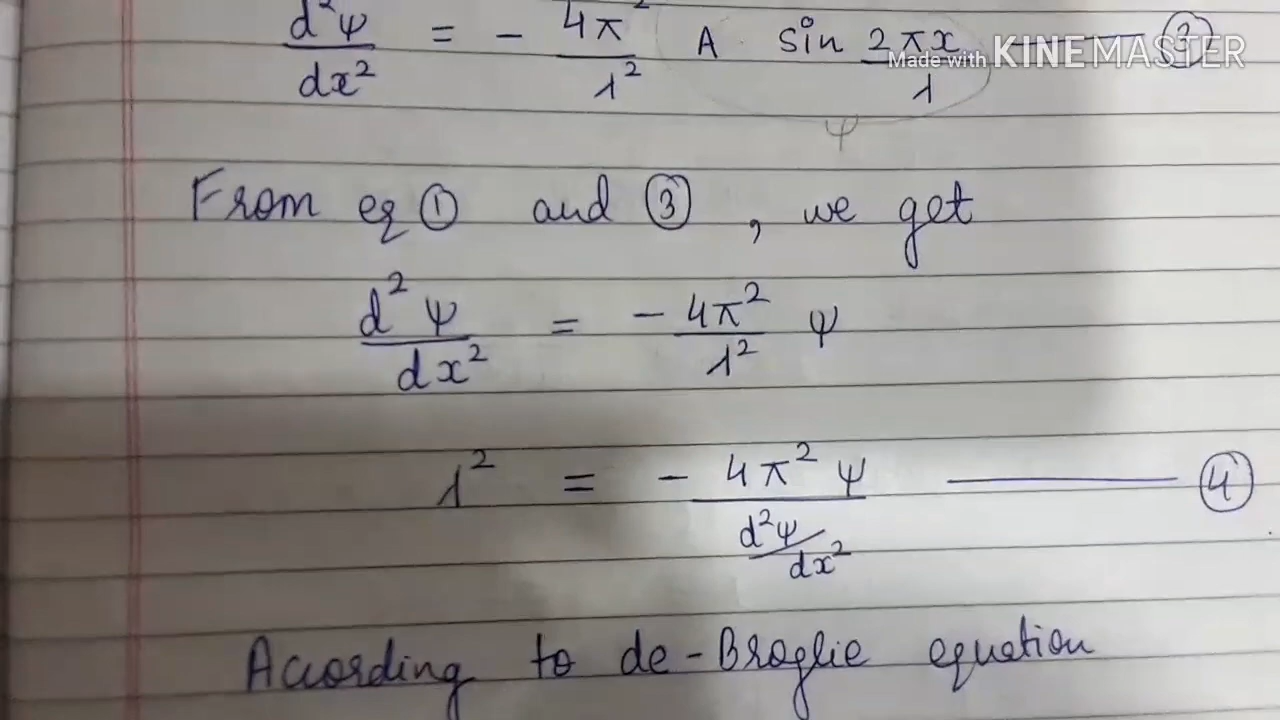 d²ψ/dx² = - 4π²/λ² A sin 2πx/λ ——— ③
Made with KINEMASTER
ψ
From eq ① and ③, we get
d²ψ/dx² = - 4π²/λ² ψ
λ² = - 4π² ψ / d²ψ/dx² ——— ④
According to de-Broglie equation